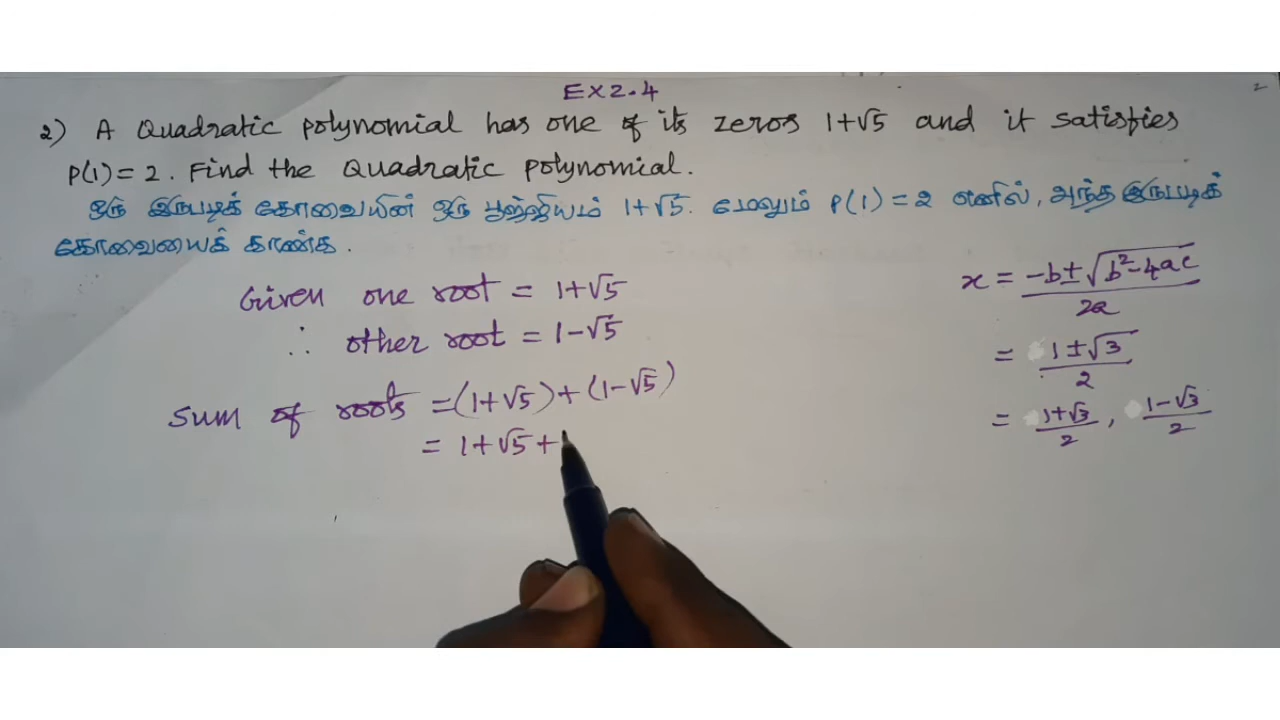 EX 2.4
2) A Quadratic polynomial has one of its zeros 1+√5 and it satisfies
P(1) = 2. Find the Quadratic polynomial.
ஒரு இருபடிக் கோவையின் ஒரு பூஜ்ஜியம் 1+√5. மேலும் P(1) = 2 எனில், அந்த இருபடிக்
கோவையைக் காண்க.
Given one root = 1+√5
∴ other root = 1-√5
Sum of roots = (1+√5) + (1-√5)
= 1+√5+
x = -b±√b²-4ac / 2a
= 1±√3 / 2
= 1+√3 / 2, 1-√3 / 2